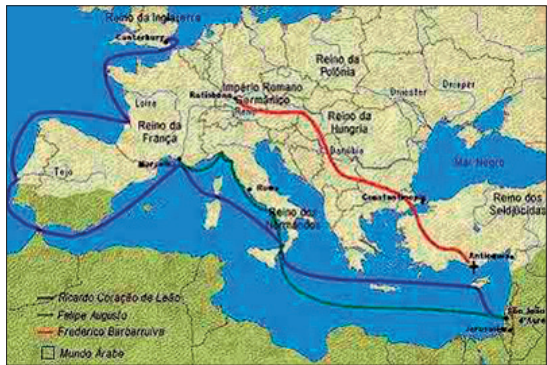 Reino da Inglaterra
Canterbury
Reino da
Polônia
Império Romano
Germânico
Ratisbona
Reno
Dniester
Dnieper
Loire
Reino da
França
Reino da
Hungria
Danúbio
Mar Negro
Tejo
Roma
Constantinopla
Reino dos
Seldjúcidas
Reino dos
Normandos
Antioquia
São João
d'Acre
Jerusalém
Ricardo Coração de Leão
Felipe Augusto
Frederico Barbarruiva
Mundo Árabe